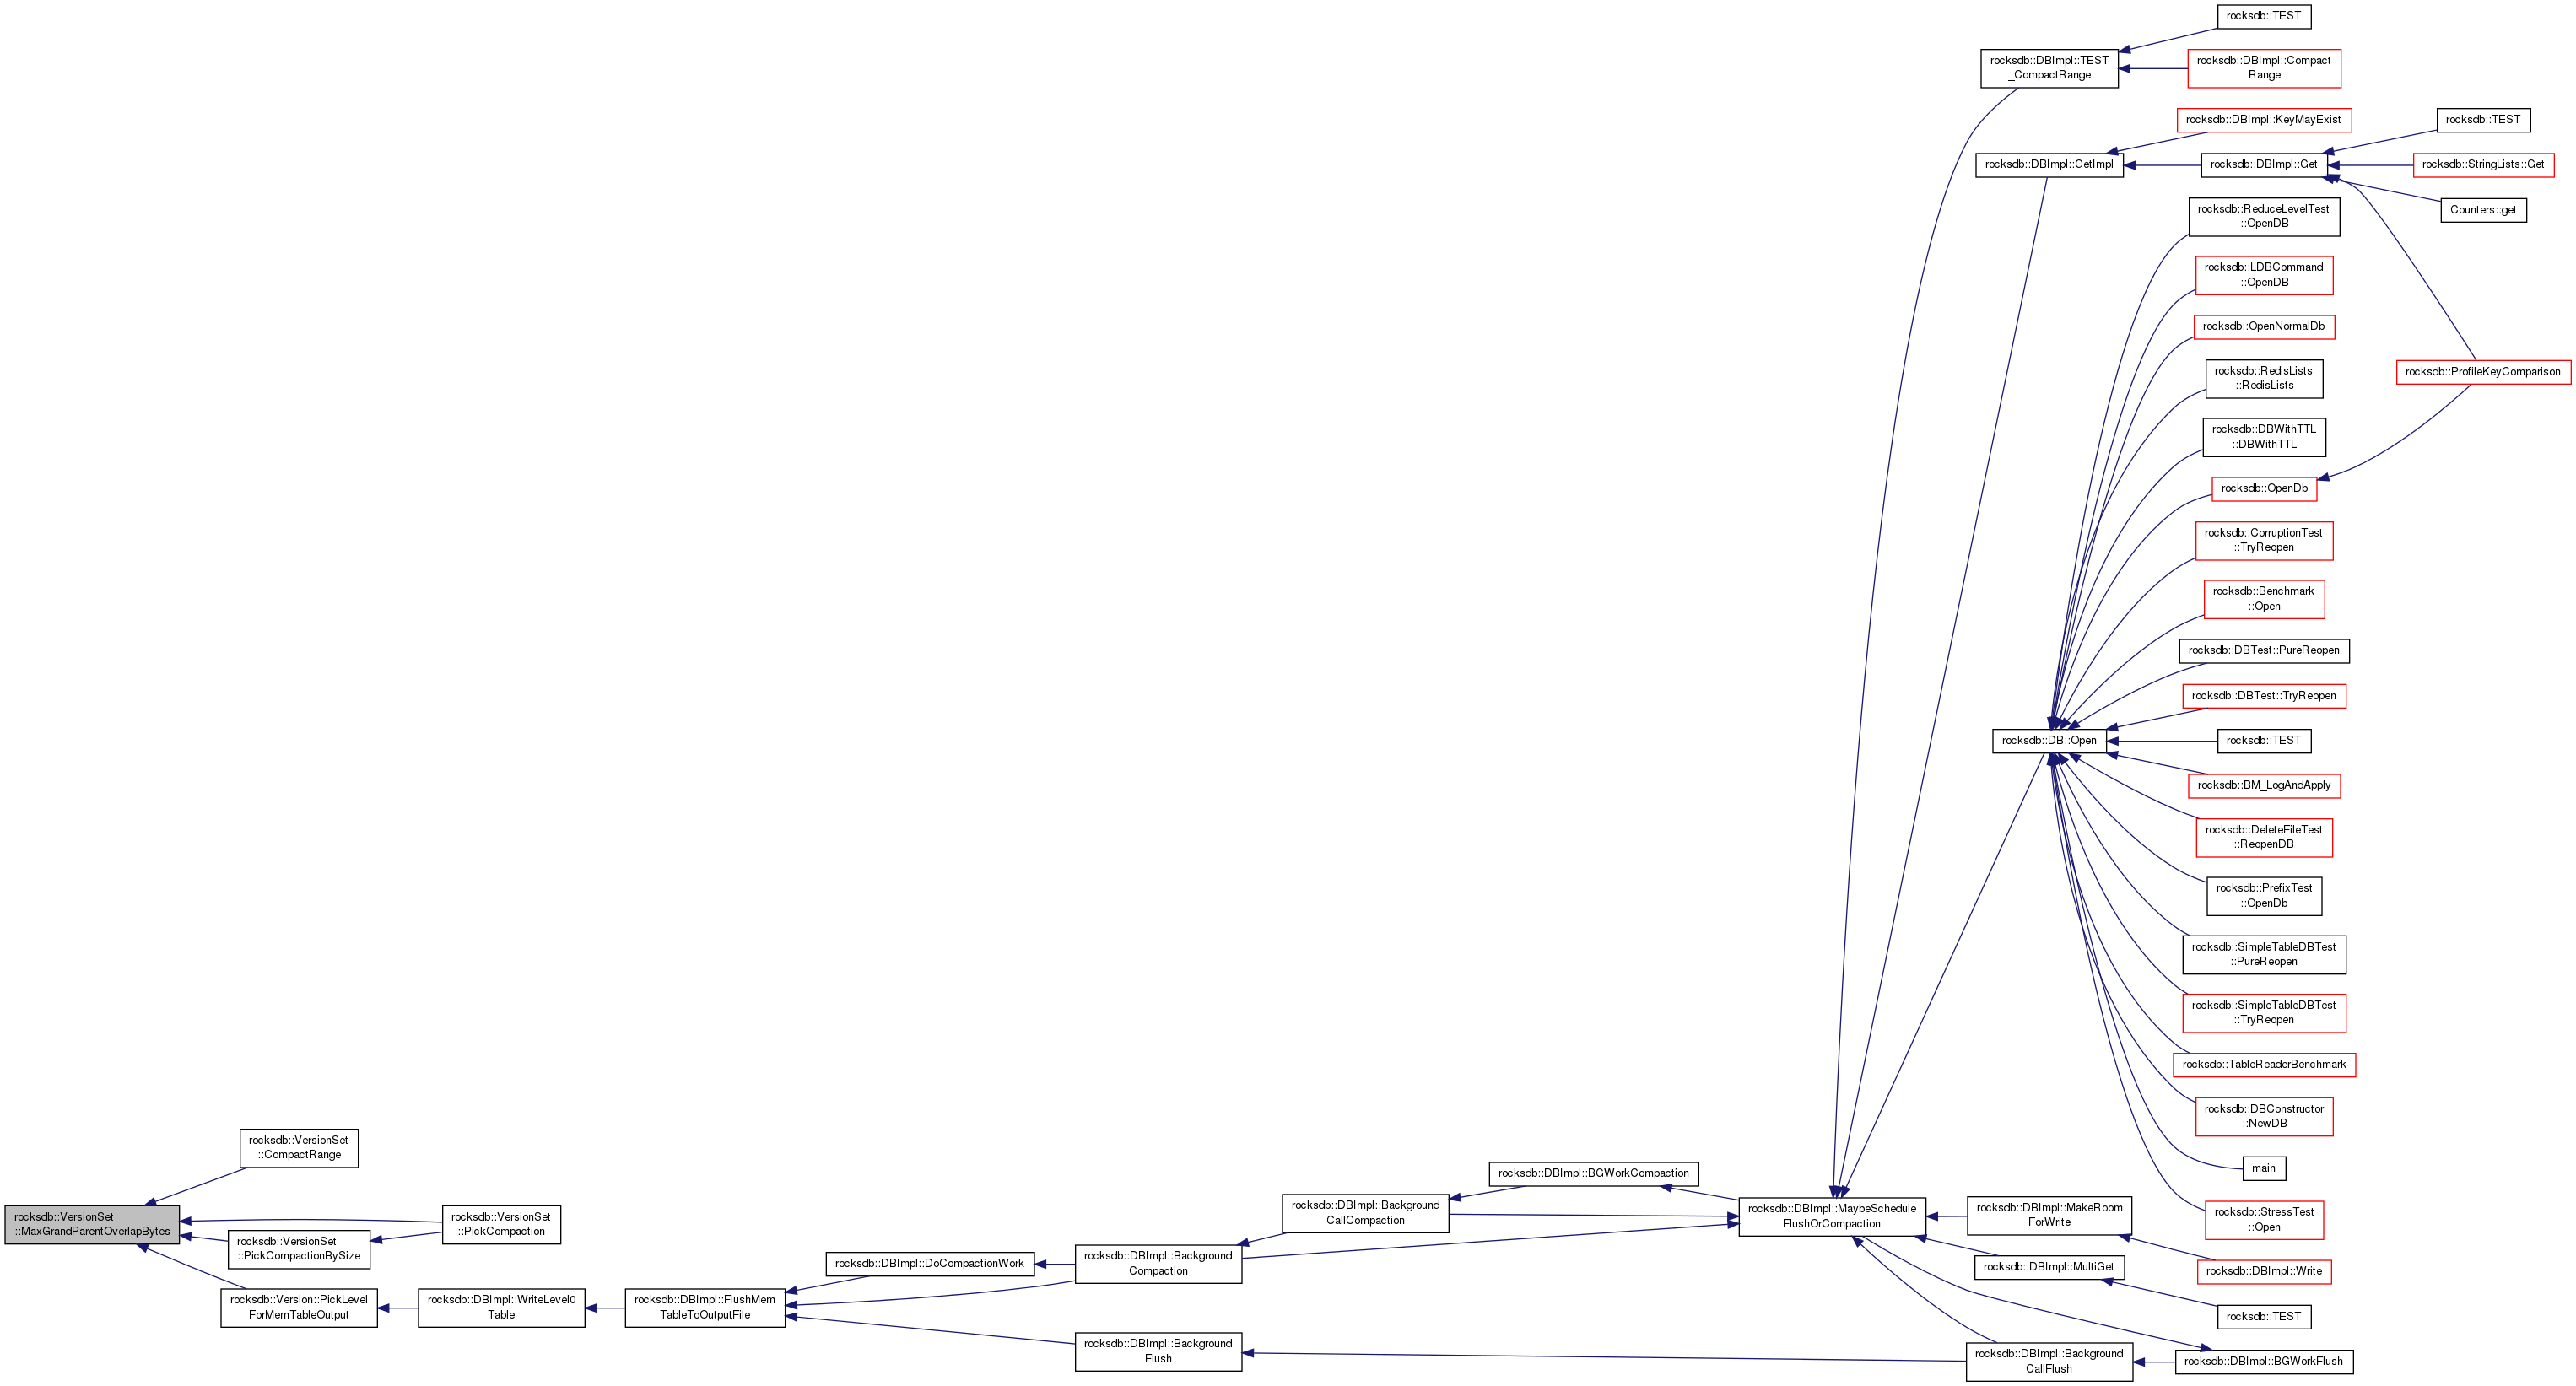 rocksdb::TEST
rocksdb::DBImpl::TEST
_CompactRange
rocksdb::DBImpl::Compact
Range
rocksdb::DBImpl::KeyMayExist
rocksdb::TEST
rocksdb::DBImpl::GetImpl
rocksdb::DBImpl::Get
rocksdb::StringLists::Get
Counters::get
rocksdb::ReduceLevelTest
::OpenDB
rocksdb::LDBCommand
::OpenDB
rocksdb::OpenNormalDb
rocksdb::RedisLists
::RedisLists
rocksdb::ProfileKeyComparison
rocksdb::DBWithTTL
::DBWithTTL
rocksdb::OpenDb
rocksdb::CorruptionTest
::TryReopen
rocksdb::Benchmark
::Open
rocksdb::DBTest::PureReopen
rocksdb::DBTest::TryReopen
rocksdb::DB::Open
rocksdb::TEST
rocksdb::BM_LogAndApply
rocksdb::DeleteFileTest
::ReopenDB
rocksdb::PrefixTest
::OpenDb
rocksdb::SimpleTableDBTest
::PureReopen
rocksdb::SimpleTableDBTest
::TryReopen
rocksdb::TableReaderBenchmark
rocksdb::DBConstructor
::NewDB
main
rocksdb::VersionSet
::CompactRange
rocksdb::DBImpl::BGWorkCompaction
rocksdb::VersionSet
::MaxGrandParentOverlapBytes
rocksdb::VersionSet
::PickCompaction
rocksdb::VersionSet
::PickCompactionBySize
rocksdb::DBImpl::Background
CallCompaction
rocksdb::DBImpl::MaybeSchedule
FlushOrCompaction
rocksdb::DBImpl::MakeRoom
ForWrite
rocksdb::StressTest
::Open
rocksdb::DBImpl::DoCompactionWork
rocksdb::DBImpl::Background
Compaction
rocksdb::DBImpl::MultiGet
rocksdb::DBImpl::Write
rocksdb::Version::PickLevel
ForMemTableOutput
rocksdb::DBImpl::WriteLevel0
Table
rocksdb::DBImpl::FlushMem
TableToOutputFile
rocksdb::TEST
rocksdb::DBImpl::Background
Flush
rocksdb::DBImpl::Background
CallFlush
rocksdb::DBImpl::BGWorkFlush